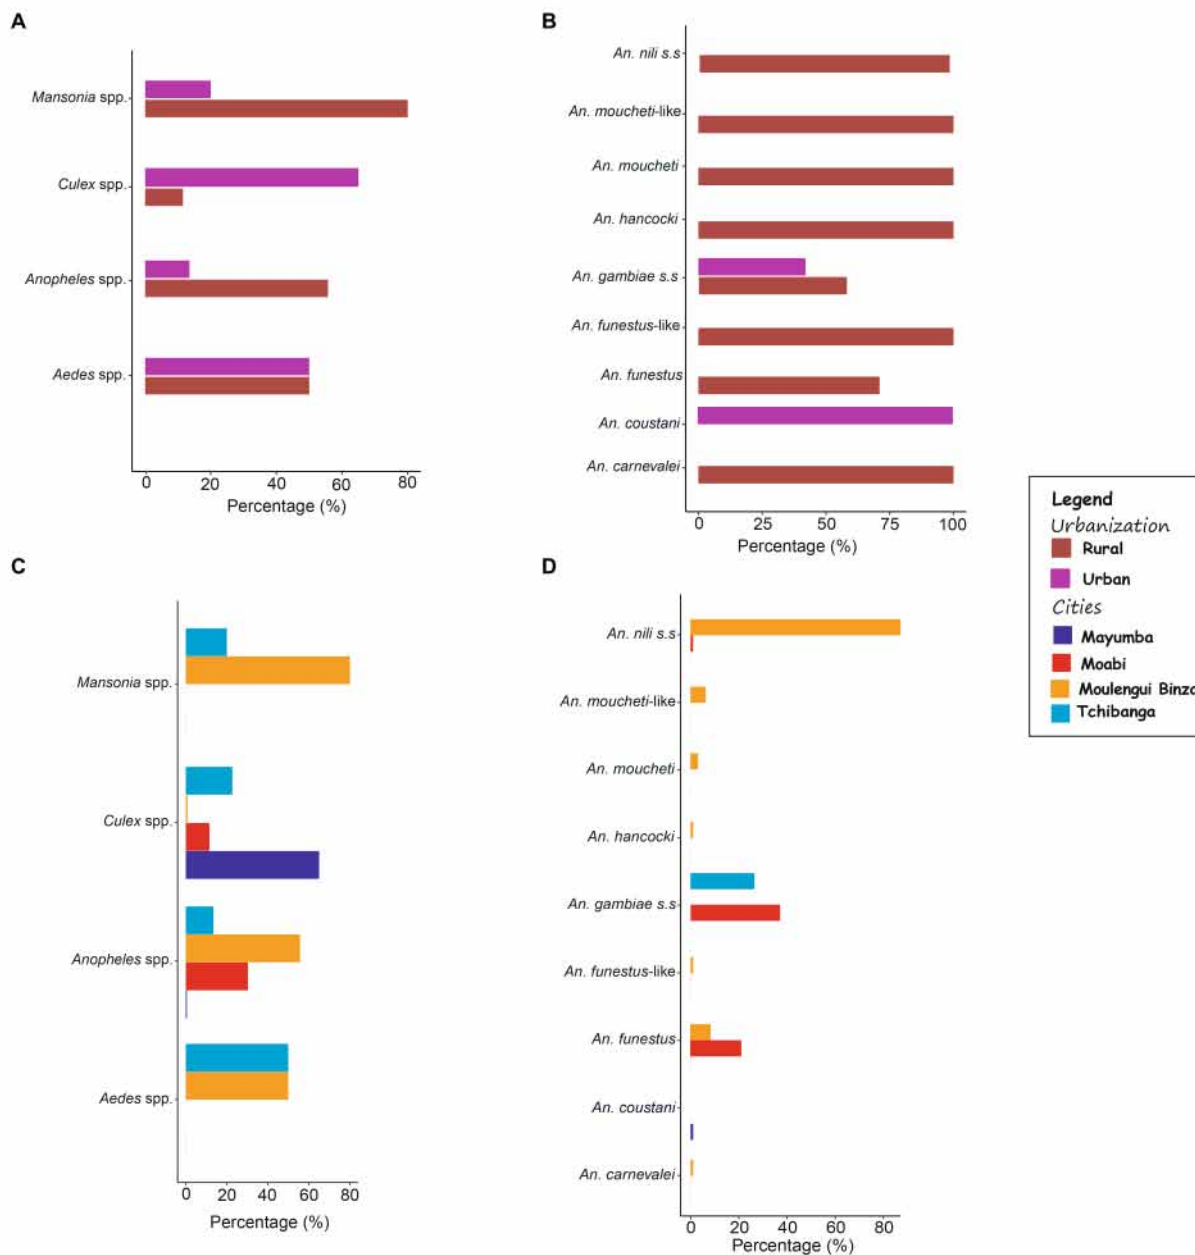 A
Mansonia spp.
Culex spp.
Anopheles spp.
Aedes spp.
0 20 40 60 80
Percentage (%)
B
An. nili s.s
An. moucheti-like
An. moucheti
An. hancocki
An. gambiae s.s
An. funestus-like
An. funestus
An. coustani
An. carnevalei
0 25 50 75 100
Percentage (%)
C
Mansonia spp.
Culex spp.
Anopheles spp.
Aedes spp.
0 20 40 60 80
Percentage (%)
D
An. nili s.s
An. moucheti-like
An. moucheti
An. hancocki
An. gambiae s.s
An. funestus-like
An. funestus
An. coustani
An. carnevalei
0 20 40 60 80
Percentage (%)
Legend
Urbanization
Rural
Urban
Cities
Mayumba
Moabi
Moulengui Binza
Tchibanga